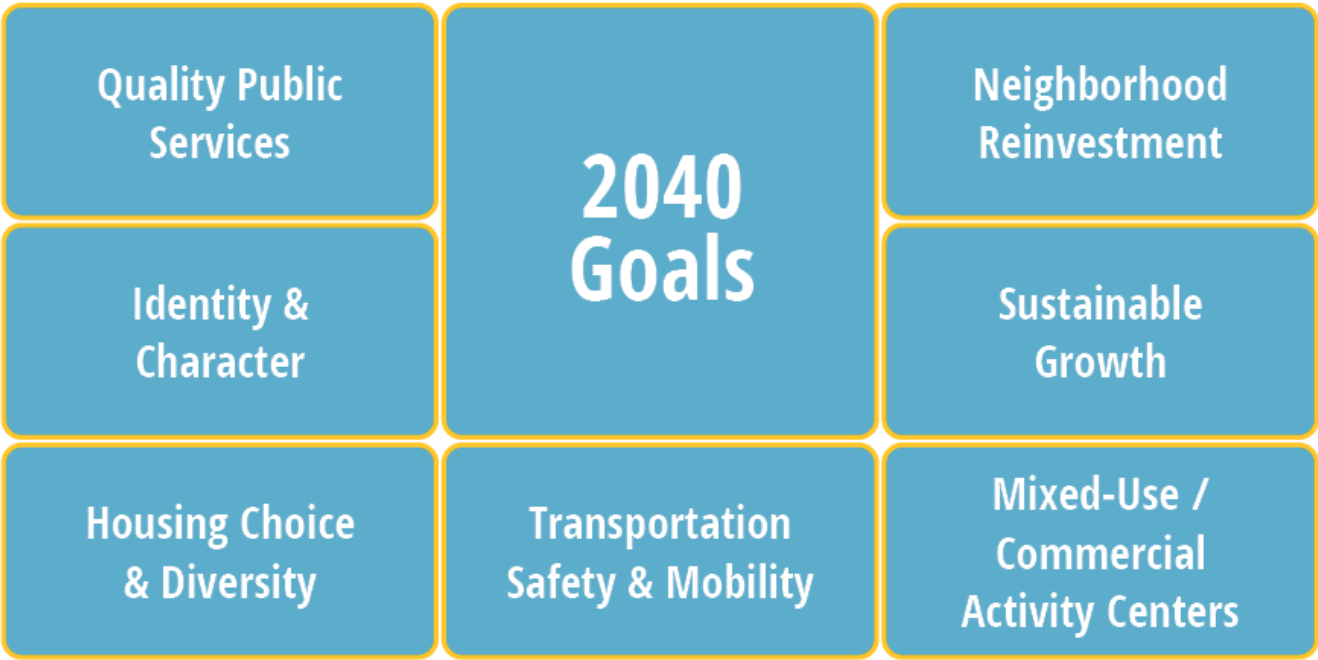 Quality Public
Services
2040
Goals
Neighborhood
Reinvestment
Identity &
Character
Sustainable
Growth
Housing Choice
& Diversity
Transportation
Safety & Mobility
Mixed-Use /
Commercial
Activity Centers